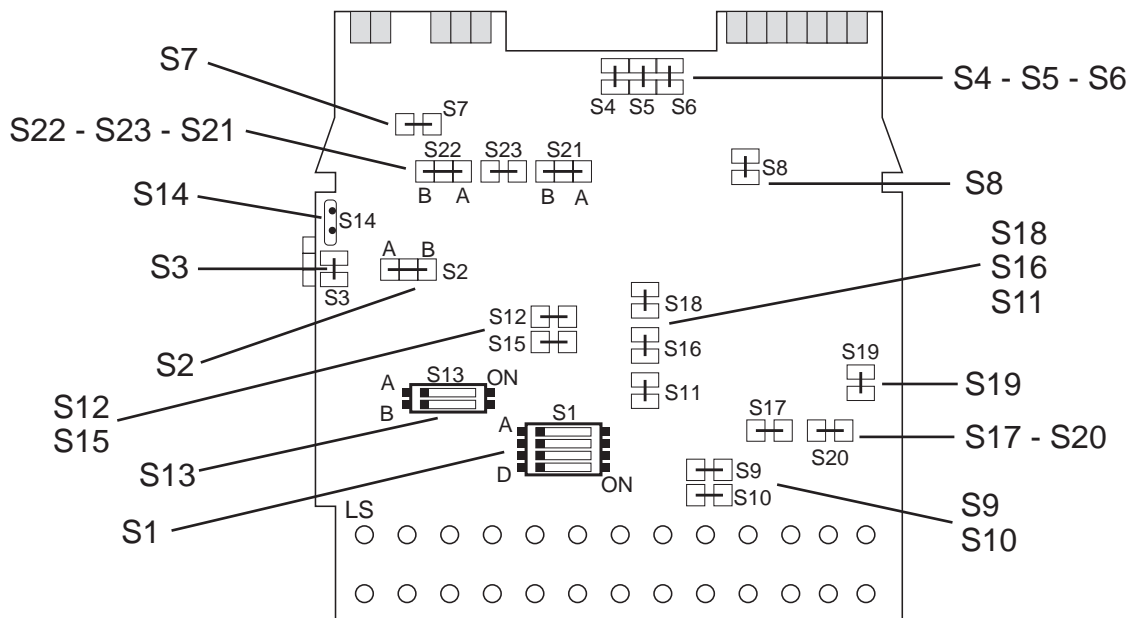 S7
S4 - S5 - S6
S4 S5 S6
S7
S22 - S23 - S21
S22 S23 S21
B A B A
S8
S8
S14
S14
A B
S2
S3
S3
S18
S16
S11
S18
S12
S15
S16
S2
S19
S11
S19
A S13 ON
B
S12
S15
A S1
D ON
S17
S20
S17 - S20
S13
S9
S10
S9
S10
S1
LS